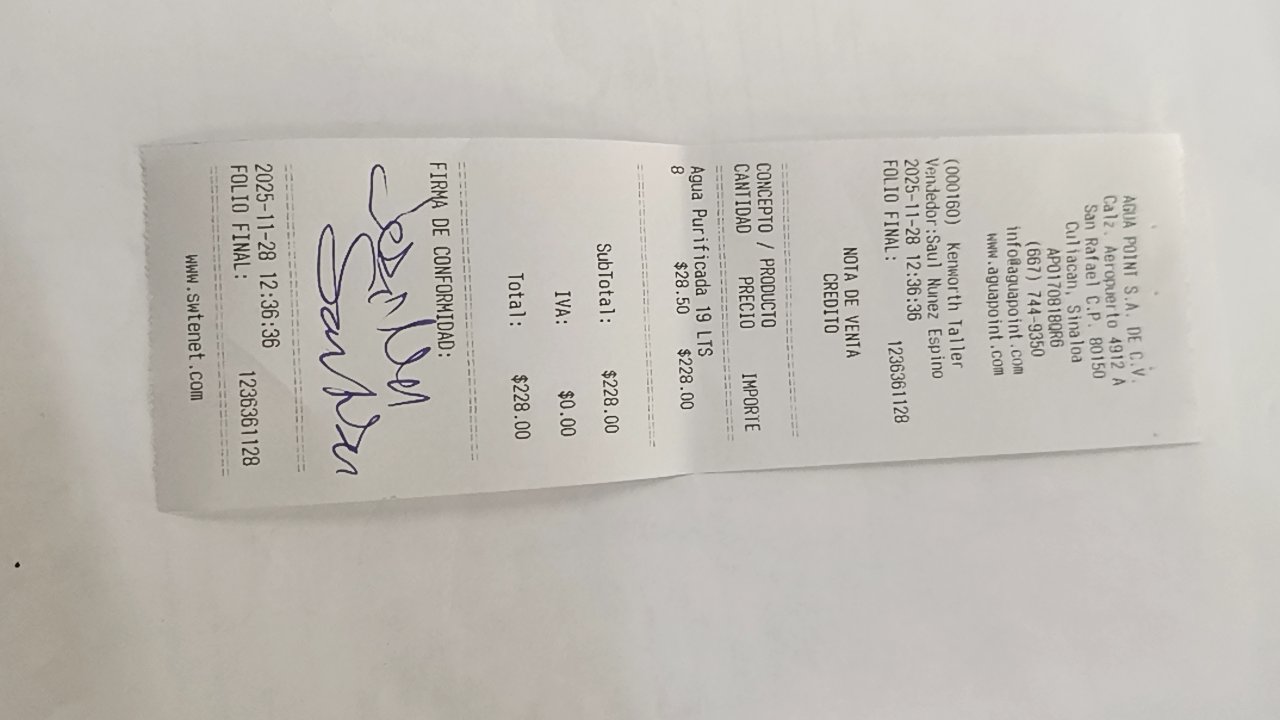 AGUA POINT S.A. DE C.V.
Calz. Aeropuerto 4912 A
San Rafael C.P. 80150
Culiacan, Sinaloa
APO170818QR6
(667) 744-9350
info@aguapoint.com
www.aguapoint.com
(000160) Kenworth Taller
Vendedor:Saul Nunez Espino
2025-11-28 12:36:36
FOLIO FINAL: 1236361128
NOTA DE VENTA
CREDITO
CONCEPTO / PRODUCTO
CANTIDAD PRECIO IMPORTE
Agua Purificada 19 LTS
8 $28.50 $228.00
SubTotal: $228.00
IVA: $0.00
Total: $228.00
FIRMA DE CONFORMIDAD:
2025-11-28 12:36:36
FOLIO FINAL: 1236361128
www.swtenet.com